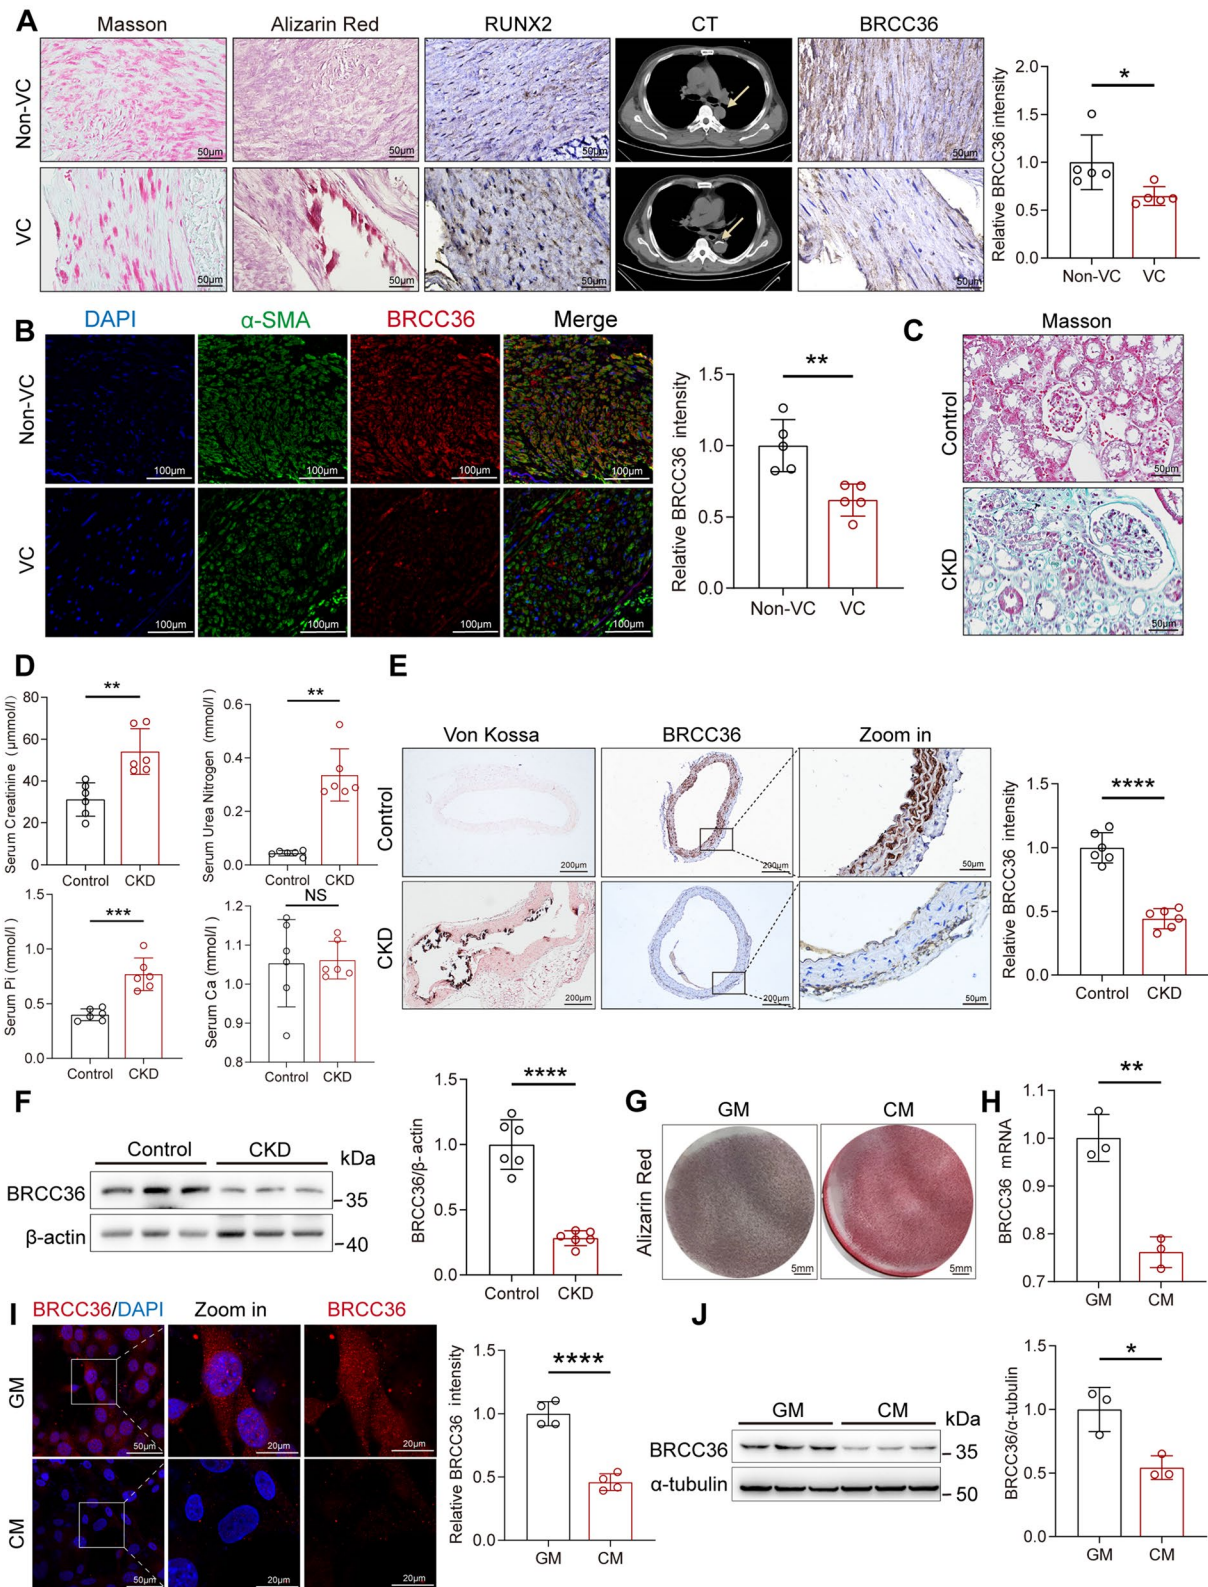 A
Masson
Alizarin Red
RUNX2
CT
BRCC36
Non-VC
50μm
50μm
50μm
50μm
VC
50μm
50μm
50μm
50μm
Relative BRCC36 intensity
2.0
1.5
1.0
0.5
0.0
*
Non-VC
VC
B
DAPI
α-SMA
BRCC36
Merge
Non-VC
100μm
100μm
100μm
100μm
VC
100μm
100μm
100μm
100μm
Relative BRCC36 intensity
1.5
1.0
0.5
0.0
**
Non-VC
VC
C
Masson
Control
50μm
CKD
50μm
D
Serum Creatinine (μmmol/l)
80
60
40
20
0
**
Control
CKD
Serum Urea Nitrogen (mmol/l)
0.6
0.4
0.2
0.0
**
Control
CKD
Serum Pi (mmol/l)
1.5
1.0
0.5
0.0
***
Control
CKD
Serum Ca (mmol/l)
1.2
1.1
1.0
0.9
0.8
NS
Control
CKD
E
Von Kossa
BRCC36
Zoom in
Control
200μm
200μm
50μm
CKD
200μm
200μm
50μm
Relative BRCC36 intensity
1.5
1.0
0.5
0.0
****
Control
CKD
F
Control
CKD
kDa
BRCC36
35
β-actin
40
BRCC36/β-actin
1.5
1.0
0.5
0.0
****
Control
CKD
G
GM
CM
Alizarin Red
5mm
5mm
H
BRCC36 mRNA
1.1
1.0
0.9
0.8
0.7
**
GM
CM
I
BRCC36/DAPI
Zoom in
BRCC36
GM
50μm
20μm
20μm
CM
50μm
20μm
20μm
Relative BRCC36 intensity
1.5
1.0
0.5
0.0
****
GM
CM
J
GM
CM
kDa
BRCC36
35
α-tubulin
50
BRCC36/α-tubulin
1.5
1.0
0.5
0.0
*
GM
CM